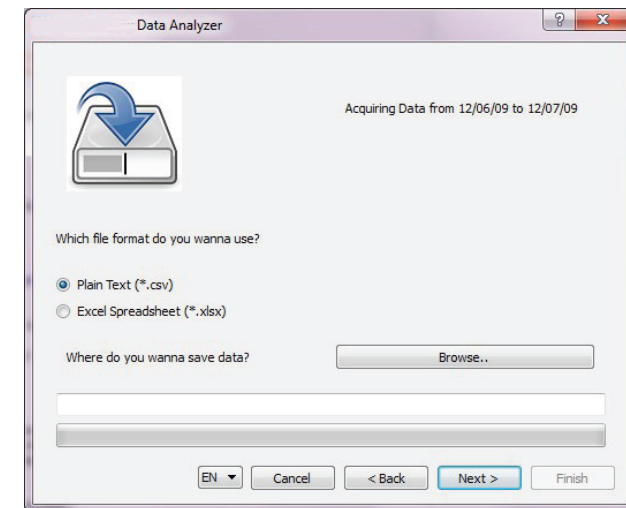 Data Analyzer
Acquiring Data from 12/06/09 to 12/07/09
Which file format do you wanna use?
Plain Text (*.csv)
Excel Spreadsheet (*.xlsx)
Where do you wanna save data? Browse..
EN Cancel < Back Next > Finish